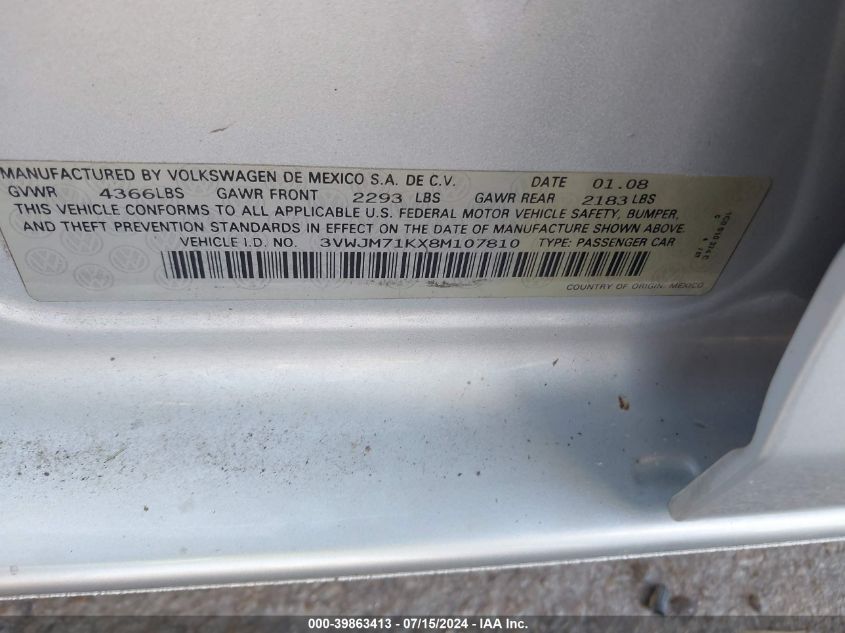 MANUFACTURED BY VOLKSWAGEN DE MEXICO S.A. DE C.V. DATE 01.08
GVWR 4366LBS GAWR FRONT 2293 LBS GAWR REAR 2183 LBS
THIS VEHICLE CONFORMS TO ALL APPLICABLE U.S. FEDERAL MOTOR VEHICLE SAFETY, BUMPER,
AND THEFT PREVENTION STANDARDS IN EFFECT ON THE DATE OF MANUFACTURE SHOWN ABOVE.
VEHICLE I.D. NO. 3VWJM71KX8M107810 TYPE: PASSENGER CAR
COUNTRY OF ORIGIN: MEXICO
000-39863413 - 07/15/2024 - IAA Inc.